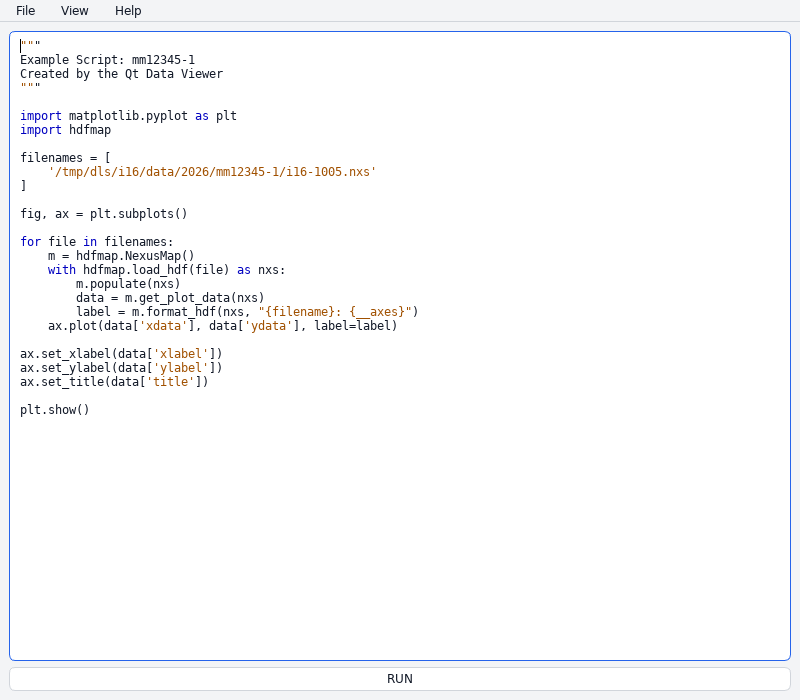 File View Help
"""
Example Script: mm12345-1
Created by the Qt Data Viewer
"""
import matplotlib.pyplot as plt
import hdfmap
filenames = [
    '/tmp/dls/i16/data/2026/mm12345-1/i16-1005.nxs'
]
fig, ax = plt.subplots()
for file in filenames:
    m = hdfmap.NexusMap()
    with hdfmap.load_hdf(file) as nxs:
        m.populate(nxs)
        data = m.get_plot_data(nxs)
        label = m.format_hdf(nxs, "{filename}: {__axes}")
    ax.plot(data['xdata'], data['ydata'], label=label)
ax.set_xlabel(data['xlabel'])
ax.set_ylabel(data['ylabel'])
ax.set_title(data['title'])
plt.show()
RUN